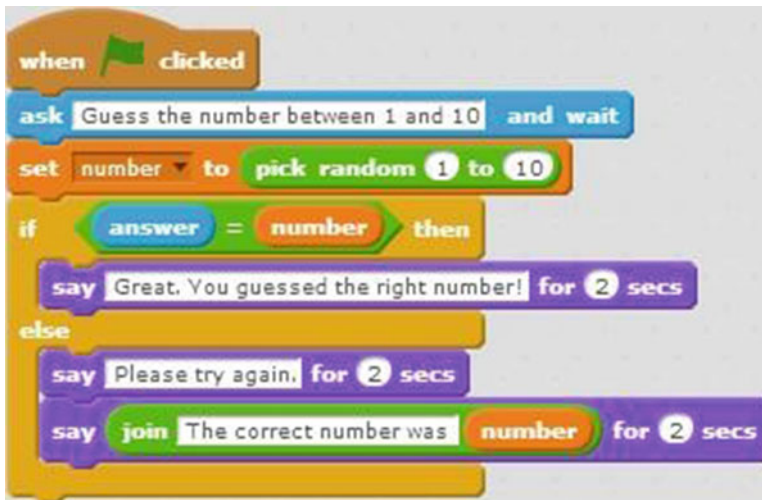 when clicked
ask Guess the number between 1 and 10 and wait
set number to pick random 1 to 10
if answer = number then
say Great. You guessed the right number! for 2 secs
else
say Please try again. for 2 secs
say join The correct number was number for 2 secs